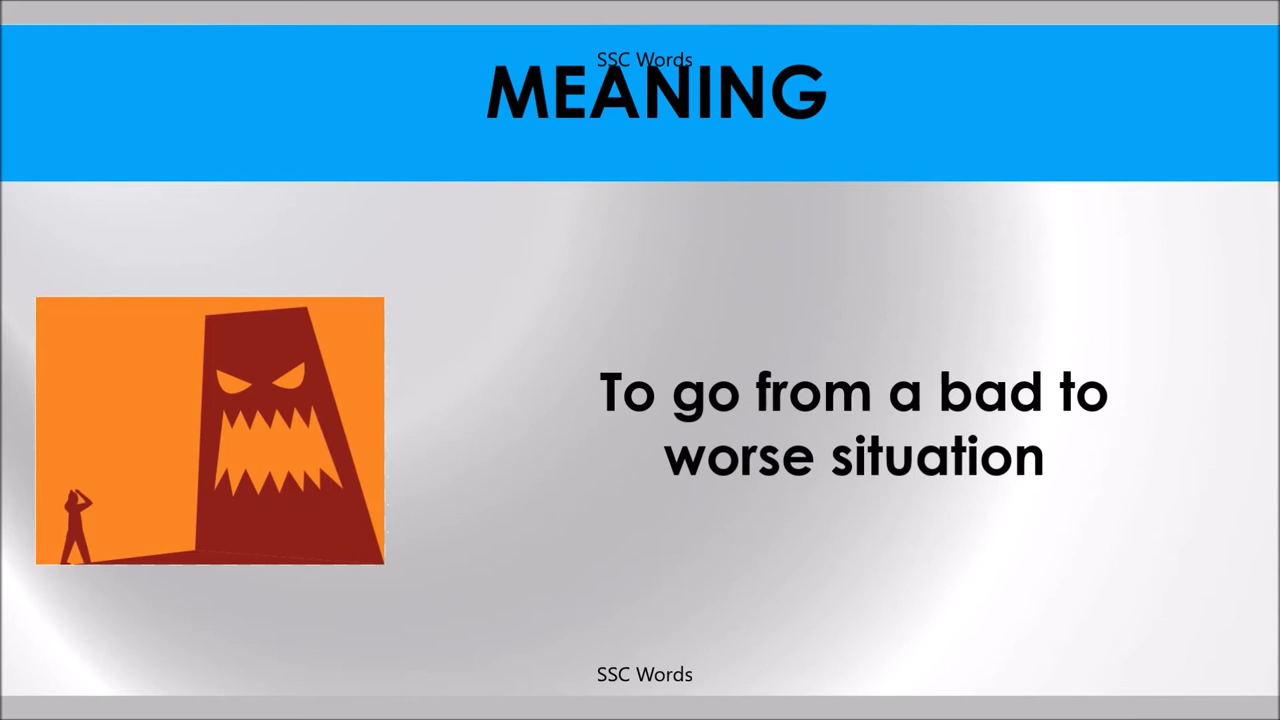 SSC Words
MEANING
To go from a bad to
worse situation
SSC Words